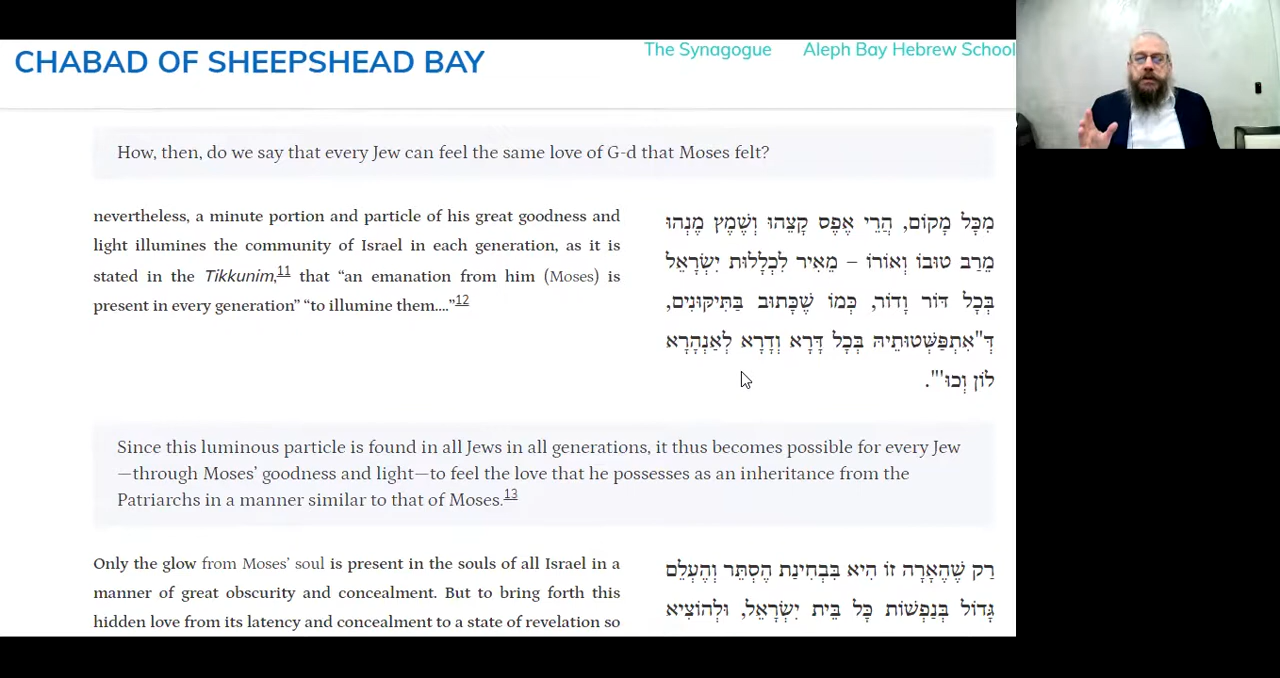 CHABAD OF SHEEPSHEAD BAY
The Synagogue
Aleph Bay Hebrew School
How, then, do we say that every Jew can feel the same love of G-d that Moses felt?
nevertheless, a minute portion and particle of his great goodness and
light illumines the community of Israel in each generation, as it is
stated in the Tikkunim,11 that “an emanation from him (Moses) is
present in every generation” “to illumine them....”12
מִכָּל מָקוֹם, הֲרֵי אֶפֶס קָצֵהוּ וְשֶׁמֶץ מֶנְהוּ
מֵרַב טוּבוֹ וְאוֹרוֹ – מֵאִיר לִכְלָלוּת יִשְׂרָאֵל
בְּכָל דּוֹר וָדוֹר, כְּמוֹ שֶׁכָּתוּב בַּתִּיקּוּנִים,
דְּ"אִתְפַּשְּׁטוּתֵיהּ בְּכָל דָּרָא וְדָרָא לְאַנְהָרָא
לוֹן וְכוּ'".
Since this luminous particle is found in all Jews in all generations, it thus becomes possible for every Jew
—through Moses’ goodness and light—to feel the love that he possesses as an inheritance from the
Patriarchs in a manner similar to that of Moses.13
Only the glow from Moses’ soul is present in the souls of all Israel in a
manner of great obscurity and concealment. But to bring forth this
hidden love from its latency and concealment to a state of revelation so
רַק שֶׁהֶאָרָה זוֹ הִיא בִּבְחִינַת הֶסְתֵּר וְהֶעְלֵם
גָּדוֹל בְּנַפְשׁוֹת כָּל בֵּית יִשְׂרָאֵל, וּלְהוֹצִיא